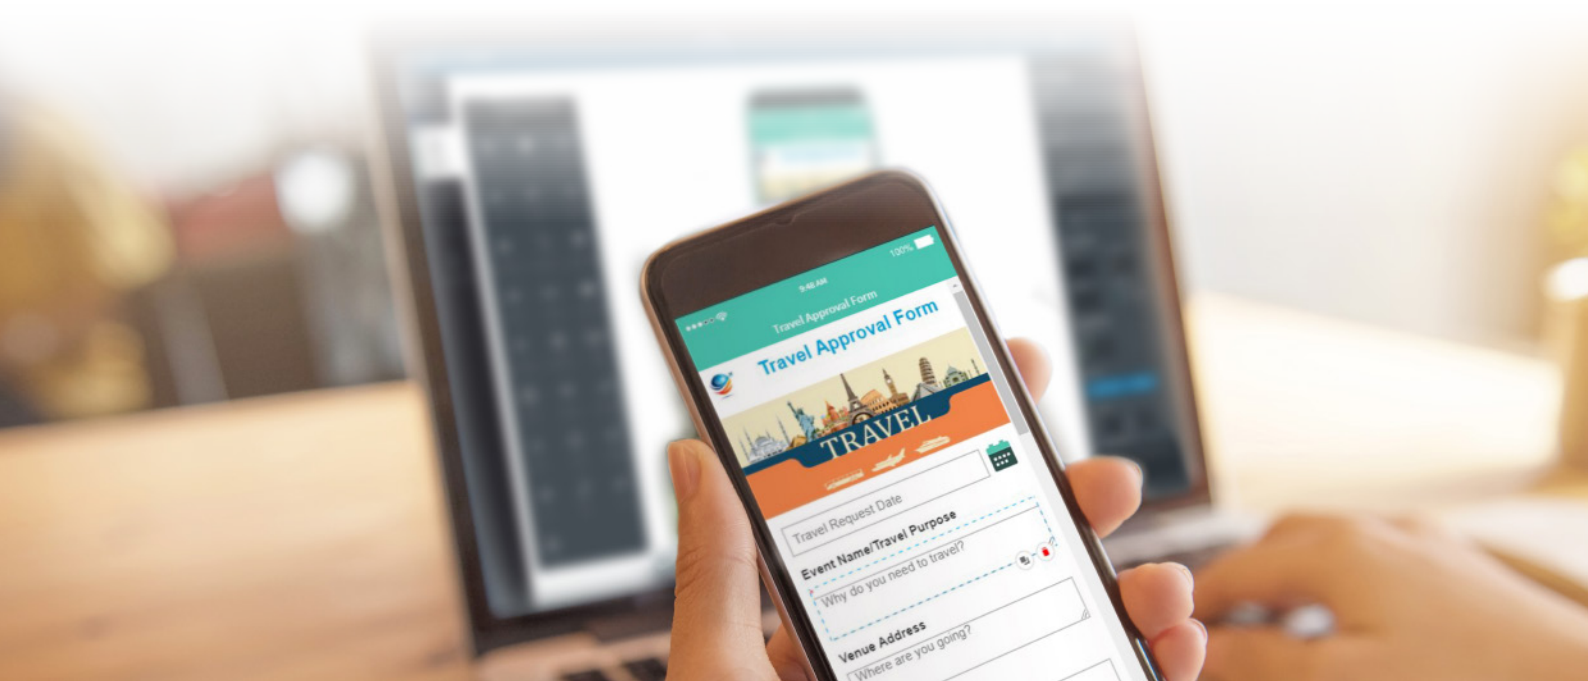 100%
9:48 AM
Travel Approval Form
Travel Approval Form
TRAVEL
Travel Request Date
Event Name/Travel Purpose
Why do you need to travel?
Venue Address
Where are you going?